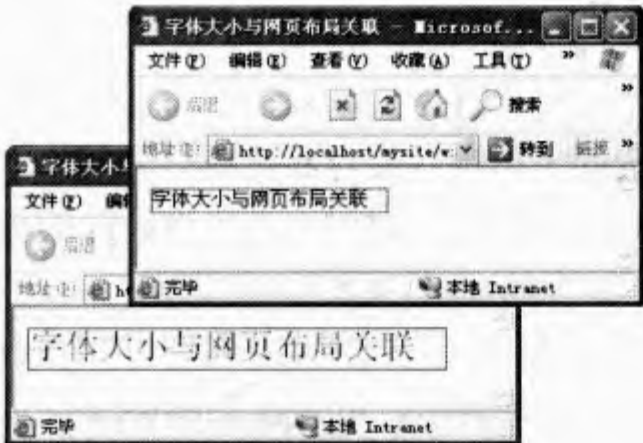 字体大小与网页布局关联 - Microsof...
文件(F) 编辑(E) 查看(V) 收藏(A) 工具(T) »
后退 搜索 »
地址(D) http://localhost/mysite/w 转到 链接 »
字体大小与网页布局关联
完毕 本地 Intranet
字体大小
文件(F) 编辑
后退
地址(D) ht
字体大小与网页布局关联
完毕 本地 Intranet